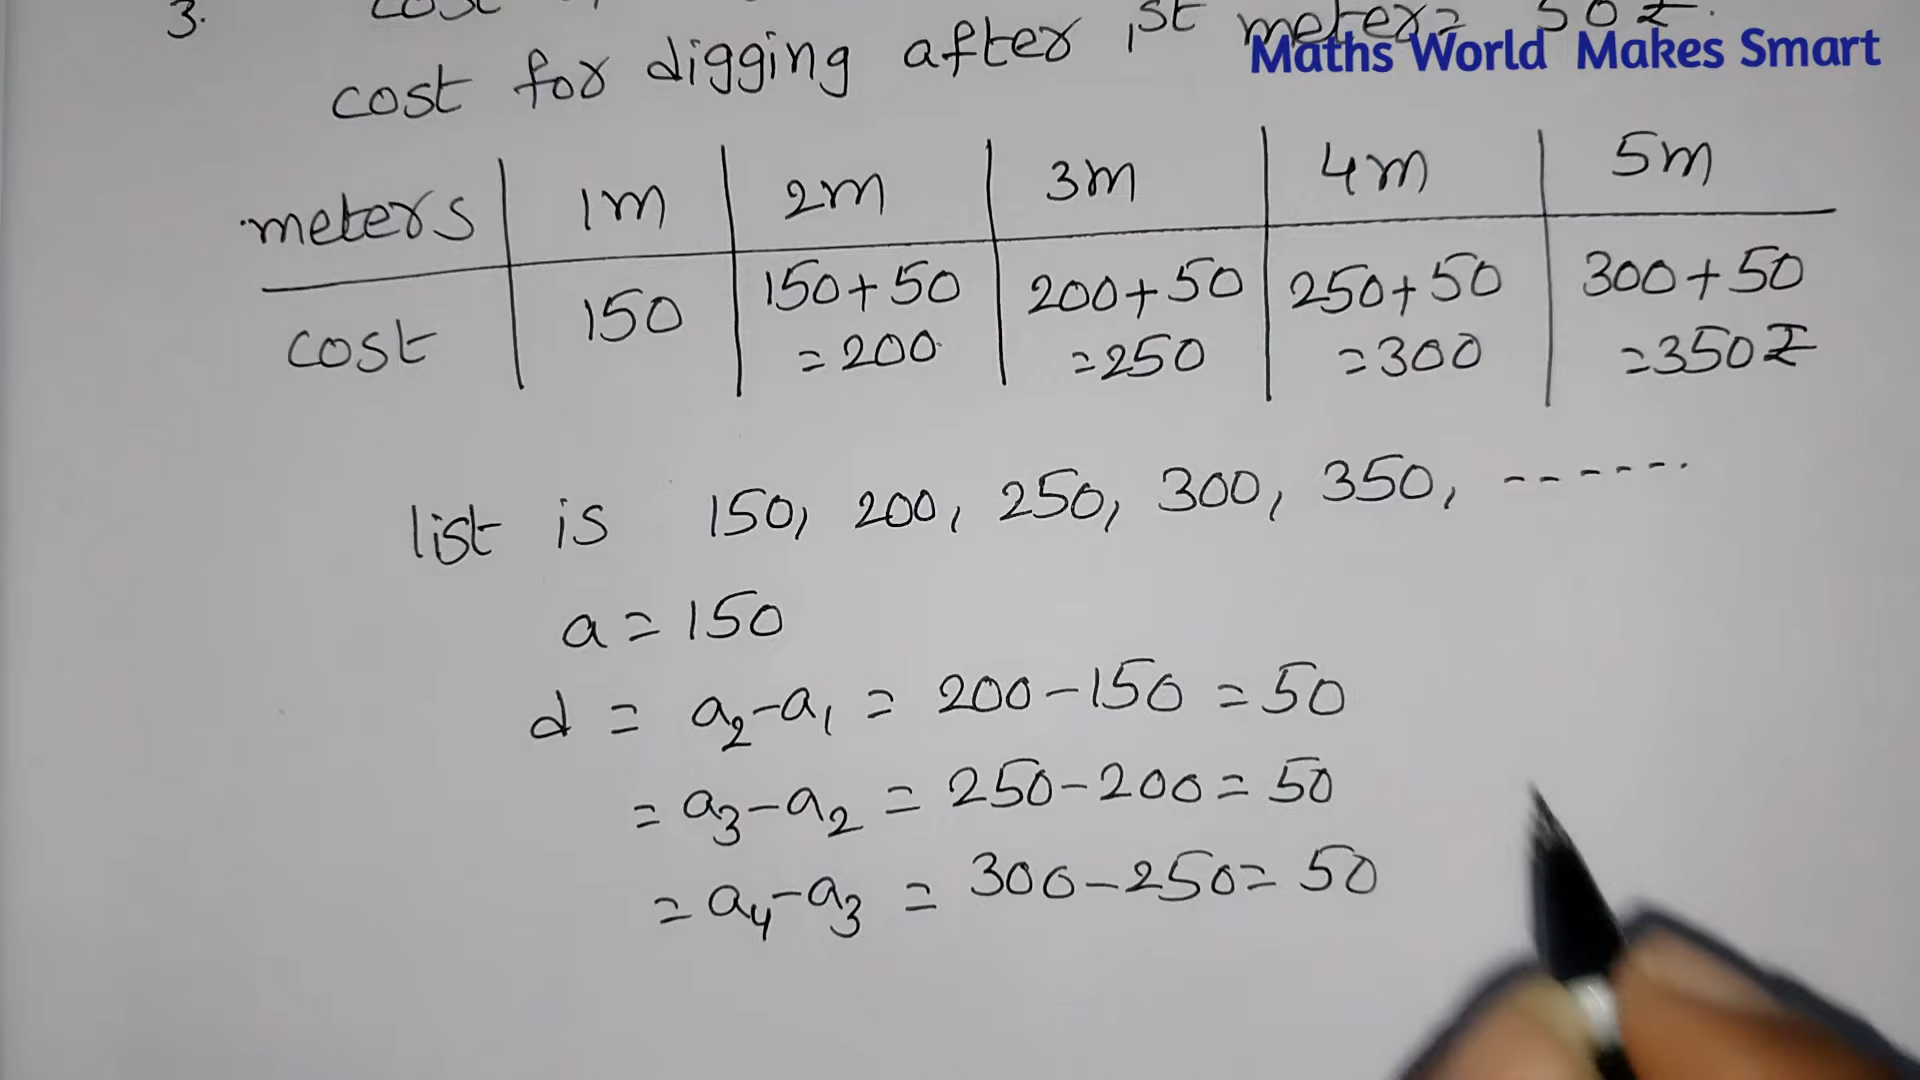 3.
cost for digging after 1st meter = 50 ₹.
Maths World Makes Smart
meters 1m 2m 3m 4m 5m
cost 150 150+50 200+50 250+50 300+50
=200 =250 =300 =350₹
list is 150, 200, 250, 300, 350, -------
a = 150
d = a₂-a₁ = 200-150 = 50
= a₃-a₂ = 250-200 = 50
= a₄-a₃ = 300-250 = 50